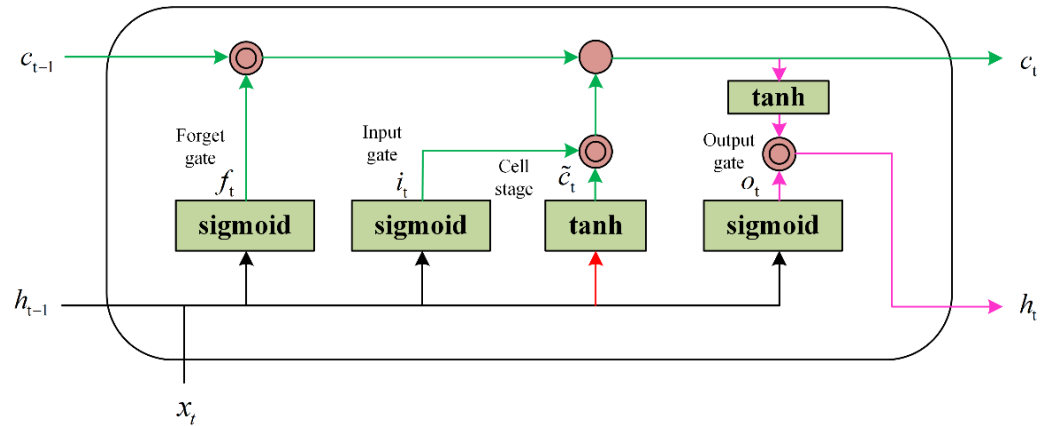 c_{t-1}
c_t
tanh
Forget
gate
f_t
Input
gate
i_t
Cell
stage
\tilde{c}_t
Output
gate
o_t
sigmoid
sigmoid
tanh
sigmoid
h_{t-1}
h_t
x_t